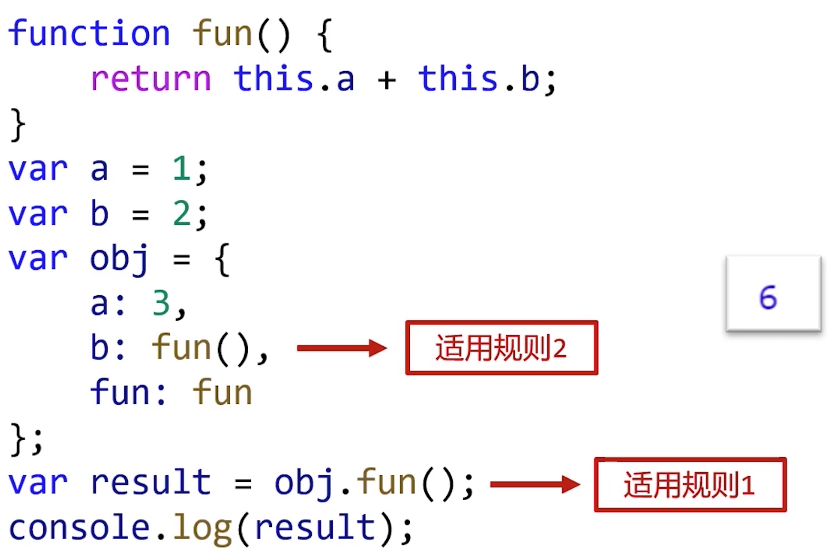 function fun() {
    return this.a + this.b;
}
var a = 1;
var b = 2;
var obj = {
    a: 3,
    b: fun(),
    fun: fun
};
var result = obj.fun();
console.log(result);
适用规则2
适用规则1
6